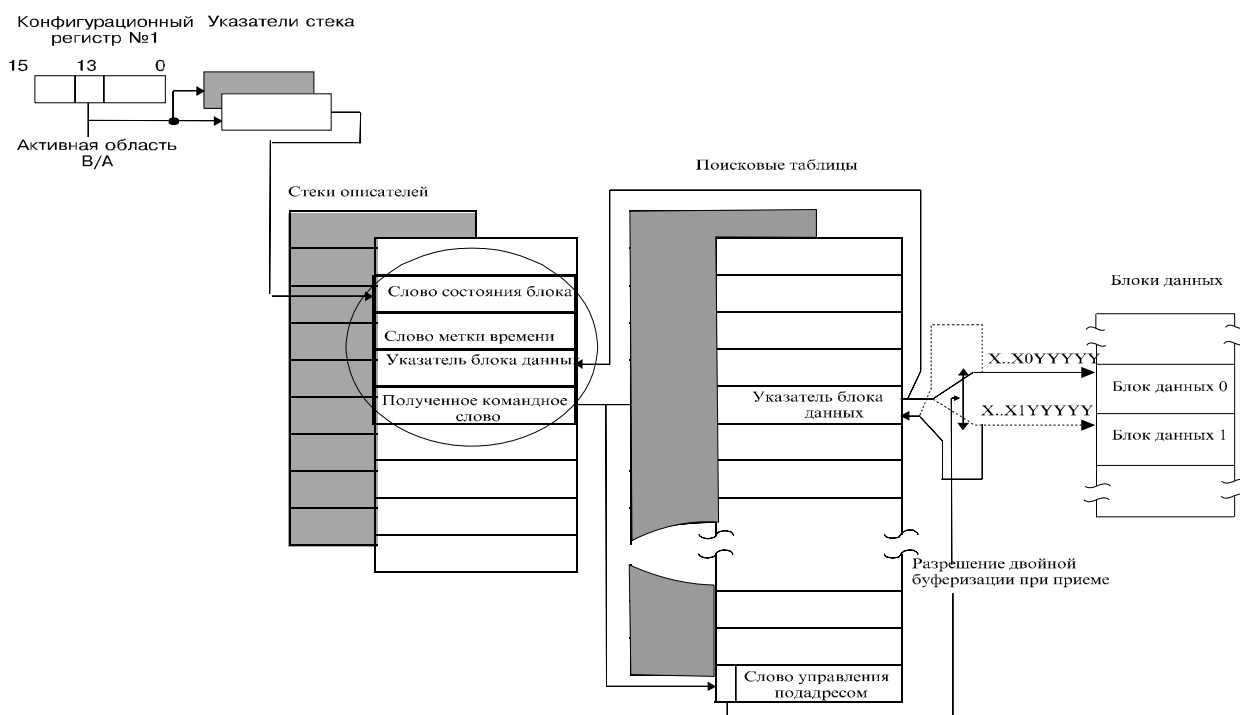 Конфигурационный
регистр №1
Указатели стека
15 13 0
Активная область
B/A
Поисковые таблицы
Стеки описателей
Блоки данных
Слово состояния блока
Слово метки времени
Указатель блока данных
Полученное командное
слово
Указатель блока
данных
X..X0YYYYY
X..X1YYYYY
Блок данных 0
Блок данных 1
Разрешение двойной
буферизации при приеме
Слово управления
подадресом